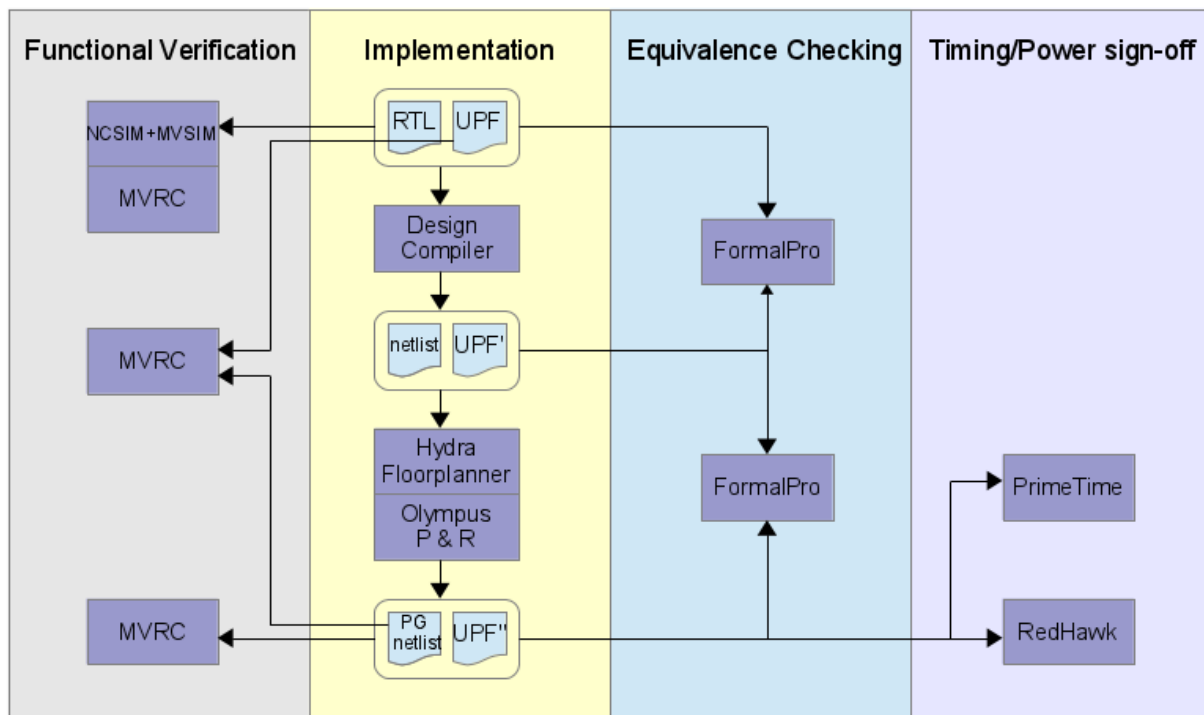 Functional Verification
Implementation
Equivalence Checking
Timing/Power sign-off
NCSIM+MVSIM
MVRC
RTL
UPF
Design
Compiler
FormalPro
MVRC
netlist
UPF'
Hydra
Floorplanner
Olympus
P & R
FormalPro
PrimeTime
MVRC
PG
netlist
UPF"
RedHawk